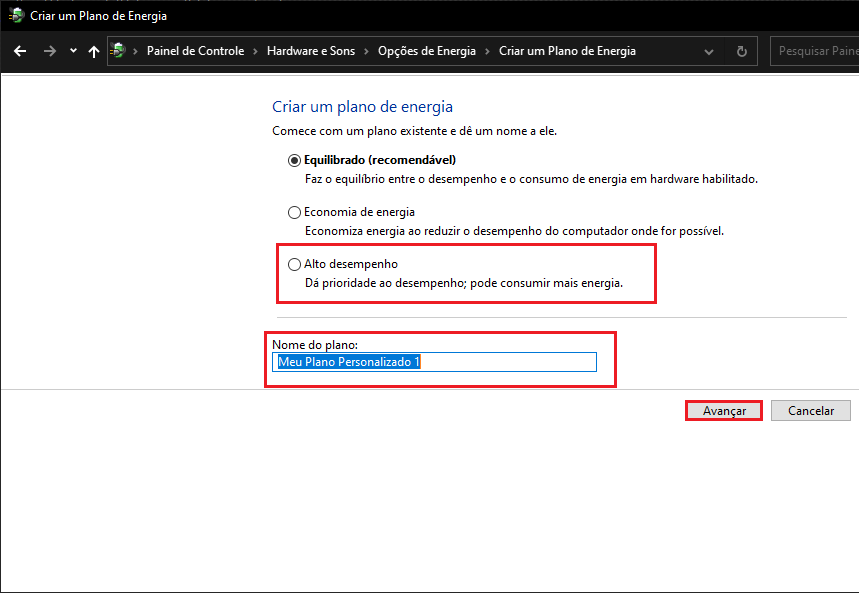 Criar um Plano de Energia
Painel de Controle > Hardware e Sons > Opções de Energia > Criar um Plano de Energia
Pesquisar Paine
Criar um plano de energia
Comece com um plano existente e dê um nome a ele.
Equilibrado (recomendável)
Faz o equilíbrio entre o desempenho e o consumo de energia em hardware habilitado.
Economia de energia
Economiza energia ao reduzir o desempenho do computador onde for possível.
Alto desempenho
Dá prioridade ao desempenho; pode consumir mais energia.
Nome do plano:
Meu Plano Personalizado 1
Avançar
Cancelar